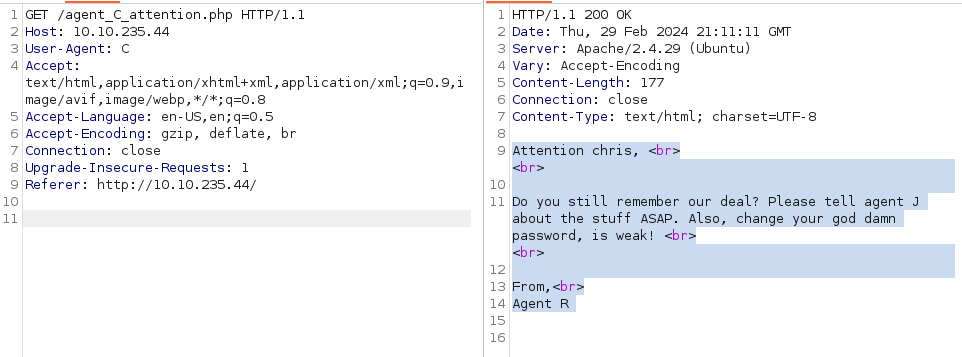 1 GET /agent_C_attention.php HTTP/1.1
2 Host: 10.10.235.44
3 User-Agent: C
4 Accept:
text/html,application/xhtml+xml,application/xml;q=0.9,i
mage/avif,image/webp,*/*;q=0.8
5 Accept-Language: en-US,en;q=0.5
6 Accept-Encoding: gzip, deflate, br
7 Connection: close
8 Upgrade-Insecure-Requests: 1
9 Referer: http://10.10.235.44/
10
11
1 HTTP/1.1 200 OK
2 Date: Thu, 29 Feb 2024 21:11:11 GMT
3 Server: Apache/2.4.29 (Ubuntu)
4 Vary: Accept-Encoding
5 Content-Length: 177
6 Connection: close
7 Content-Type: text/html; charset=UTF-8
8
9 Attention chris, <br>
<br>
10
11 Do you still remember our deal? Please tell agent J
about the stuff ASAP. Also, change your god damn
password, is weak! <br>
<br>
12
13 From,<br>
14 Agent R
15
16